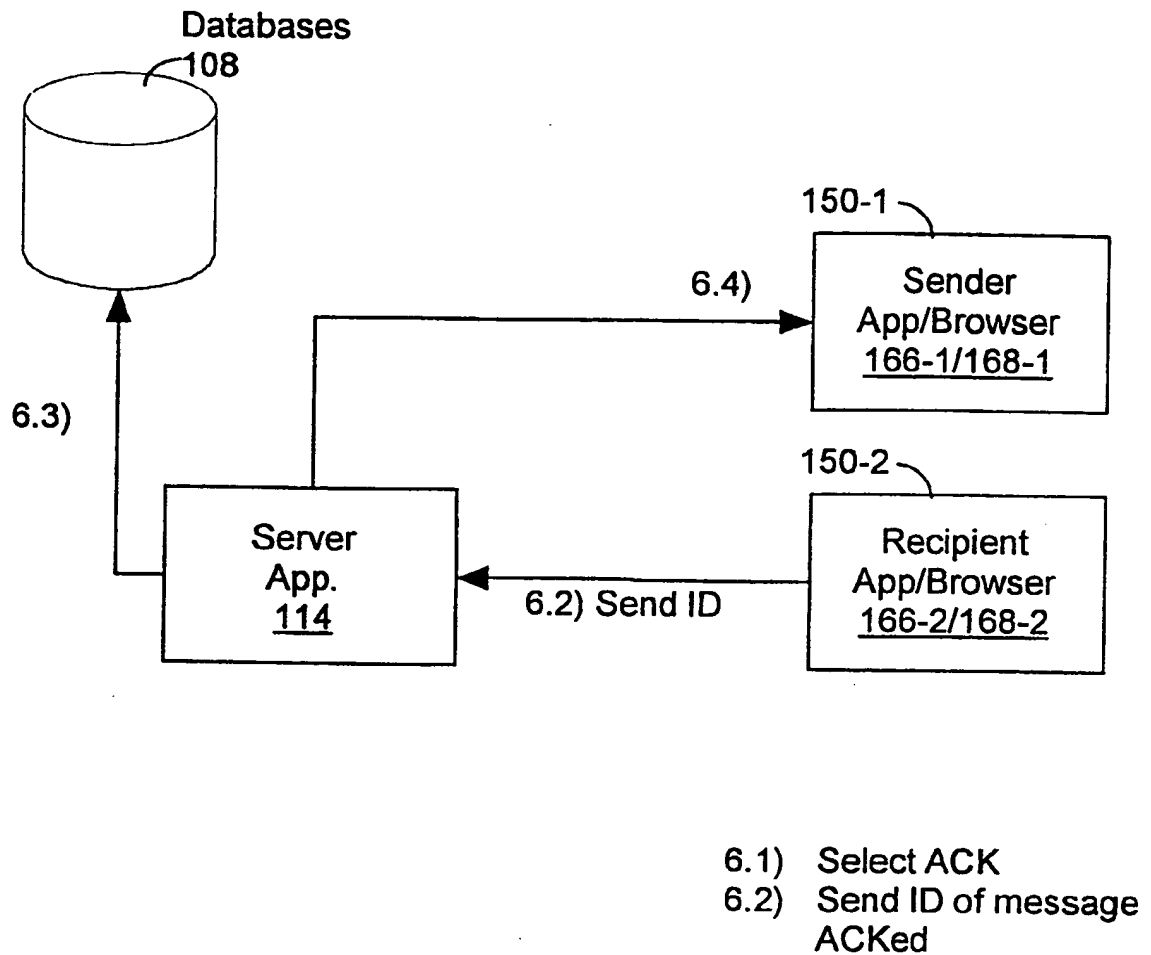 Databases
108
150-1
6.4)
Sender
App/Browser
166-1/168-1
6.3)
150-2
Server
App.
114
6.2) Send ID
Recipient
App/Browser
166-2/168-2
6.1) Select ACK
6.2) Send ID of message
ACKed